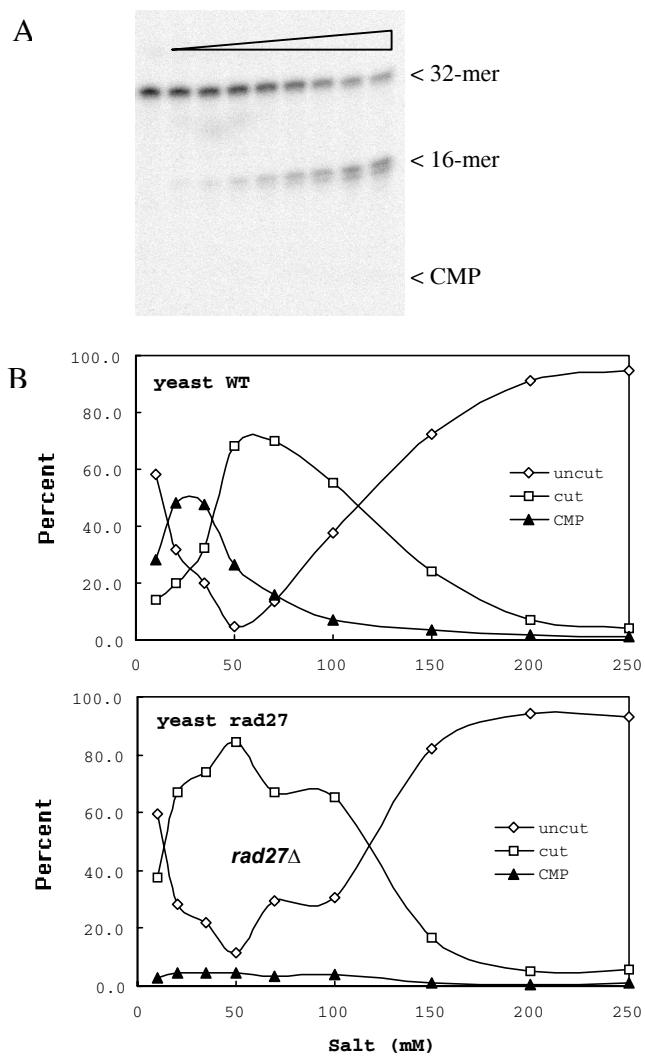 A
< 32-mer
< 16-mer
< CMP
B
yeast WT
100.0
80.0
60.0
40.0
20.0
0.0
Percent
uncut
cut
CMP
0 50 100 150 200 250
yeast rad27
100.0
80.0
60.0
40.0
20.0
0.0
Percent
rad27Δ
uncut
cut
CMP
0 50 100 150 200 250
Salt (mM)